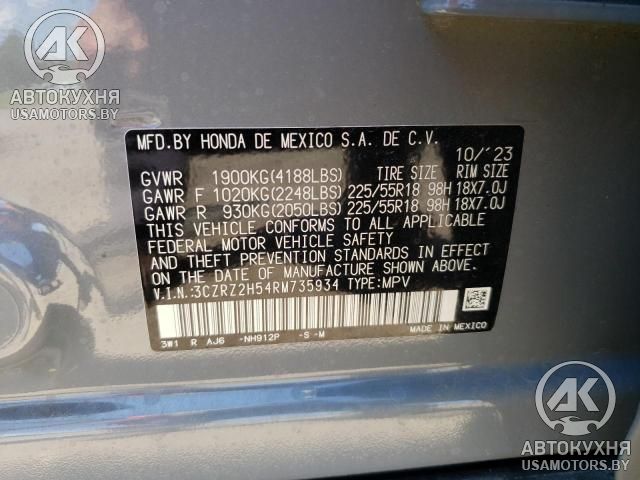 AK
АВТОКУХНЯ
USAMOTORS.BY
MFD.BY HONDA DE MEXICO S.A. DE C.V.
10/'23
GVWR 1900KG(4188LBS) TIRE SIZE RIM SIZE
GAWR F 1020KG(2248LBS) 225/55R18 98H 18X7.0J
GAWR R 930KG(2050LBS) 225/55R18 98H 18X7.0J
THIS VEHICLE CONFORMS TO ALL APPLICABLE
FEDERAL MOTOR VEHICLE SAFETY
AND THEFT PREVENTION STANDARDS IN EFFECT
ON THE DATE OF MANUFACTURE SHOWN ABOVE.
V.I.N.:3CZRZ2H54RM735934 TYPE:MPV
3W1 R AJ6 -NH912P -S -M MADE IN MEXICO
AK
АВТОКУХНЯ
USAMOTORS.BY